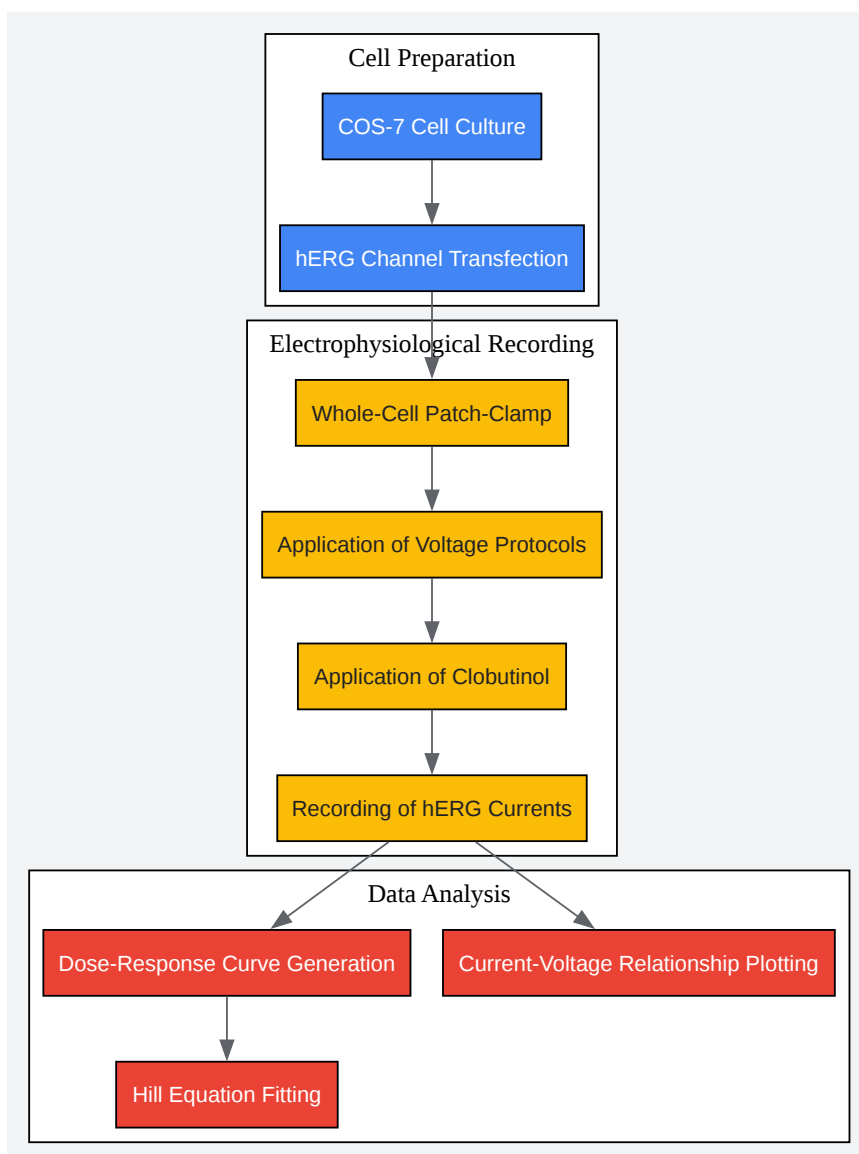 Cell Preparation
COS-7 Cell Culture
hERG Channel Transfection
Electrophysiological Recording
Whole-Cell Patch-Clamp
Application of Voltage Protocols
Application of Clobutinol
Recording of hERG Currents
Data Analysis
Dose-Response Curve Generation
Current-Voltage Relationship Plotting
Hill Equation Fitting